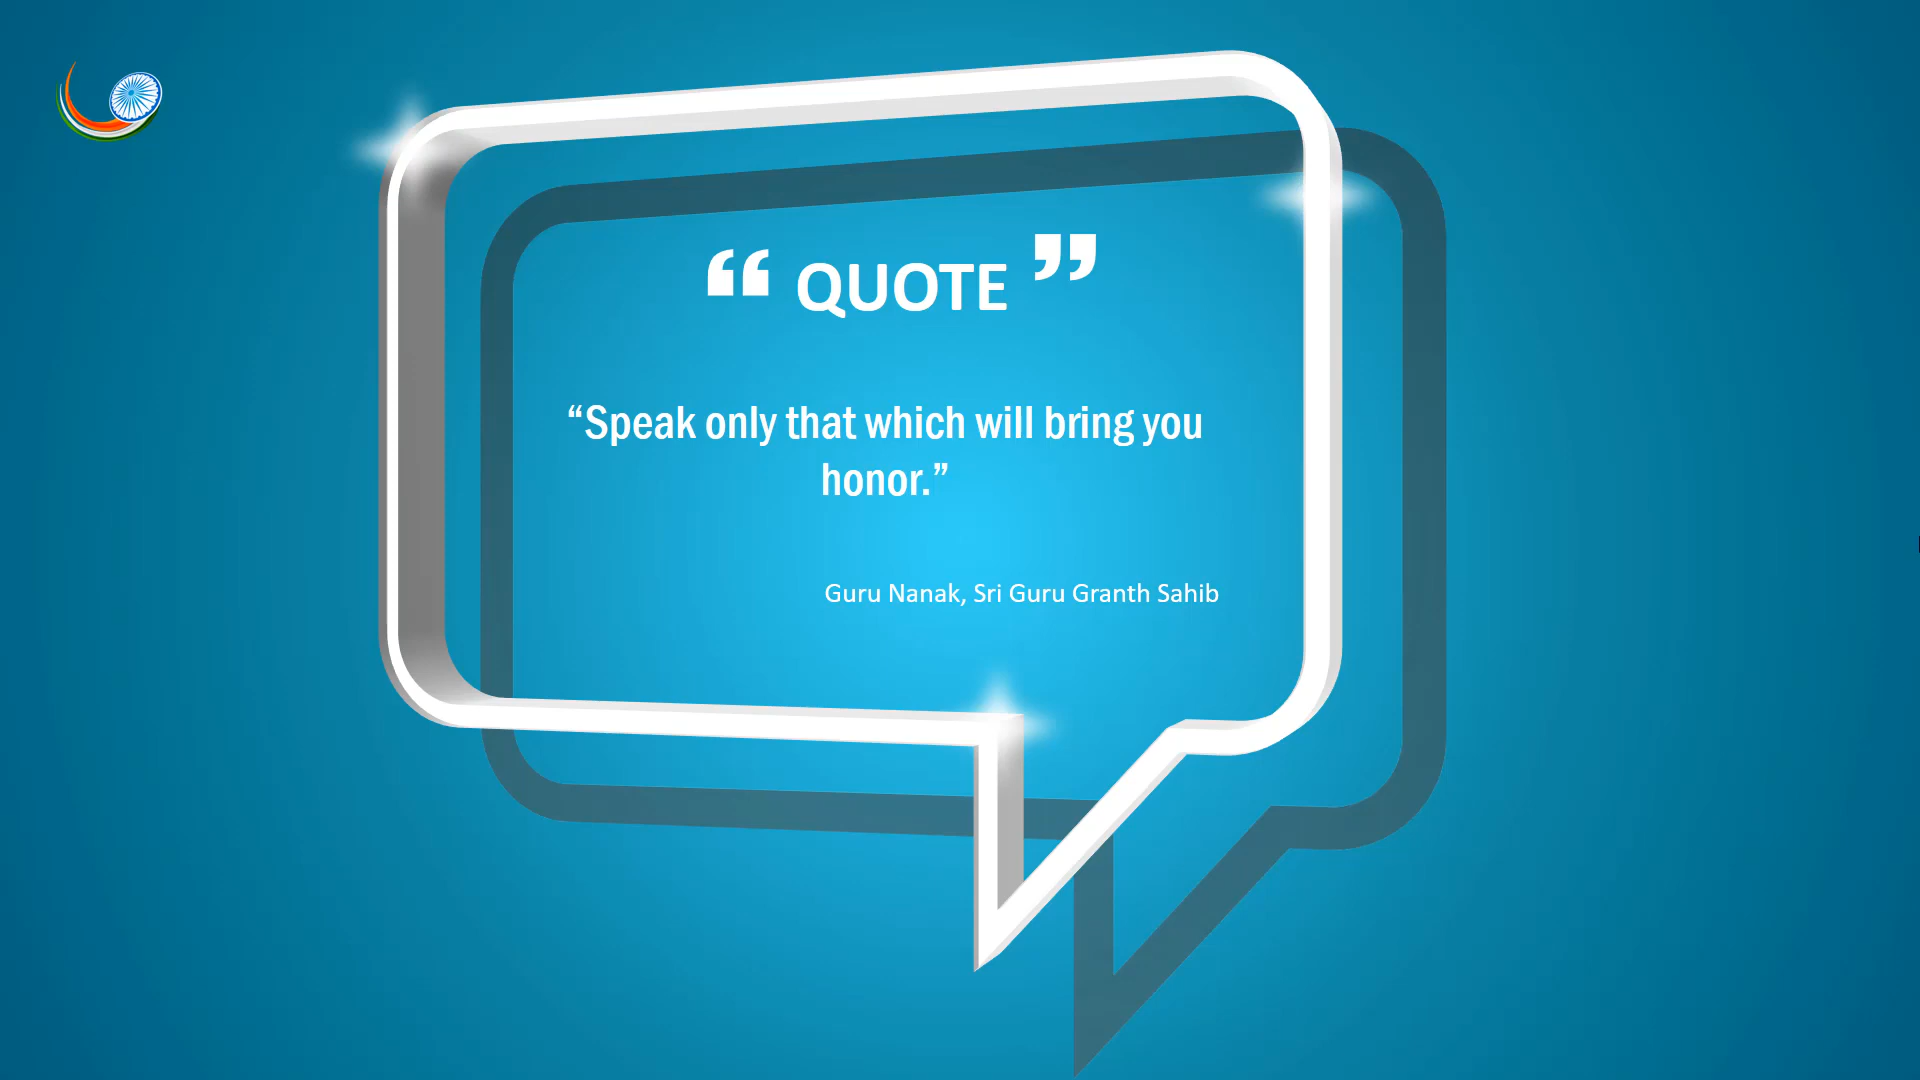 “ QUOTE ”
“Speak only that which will bring you
honor.”
Guru Nanak, Sri Guru Granth Sahib